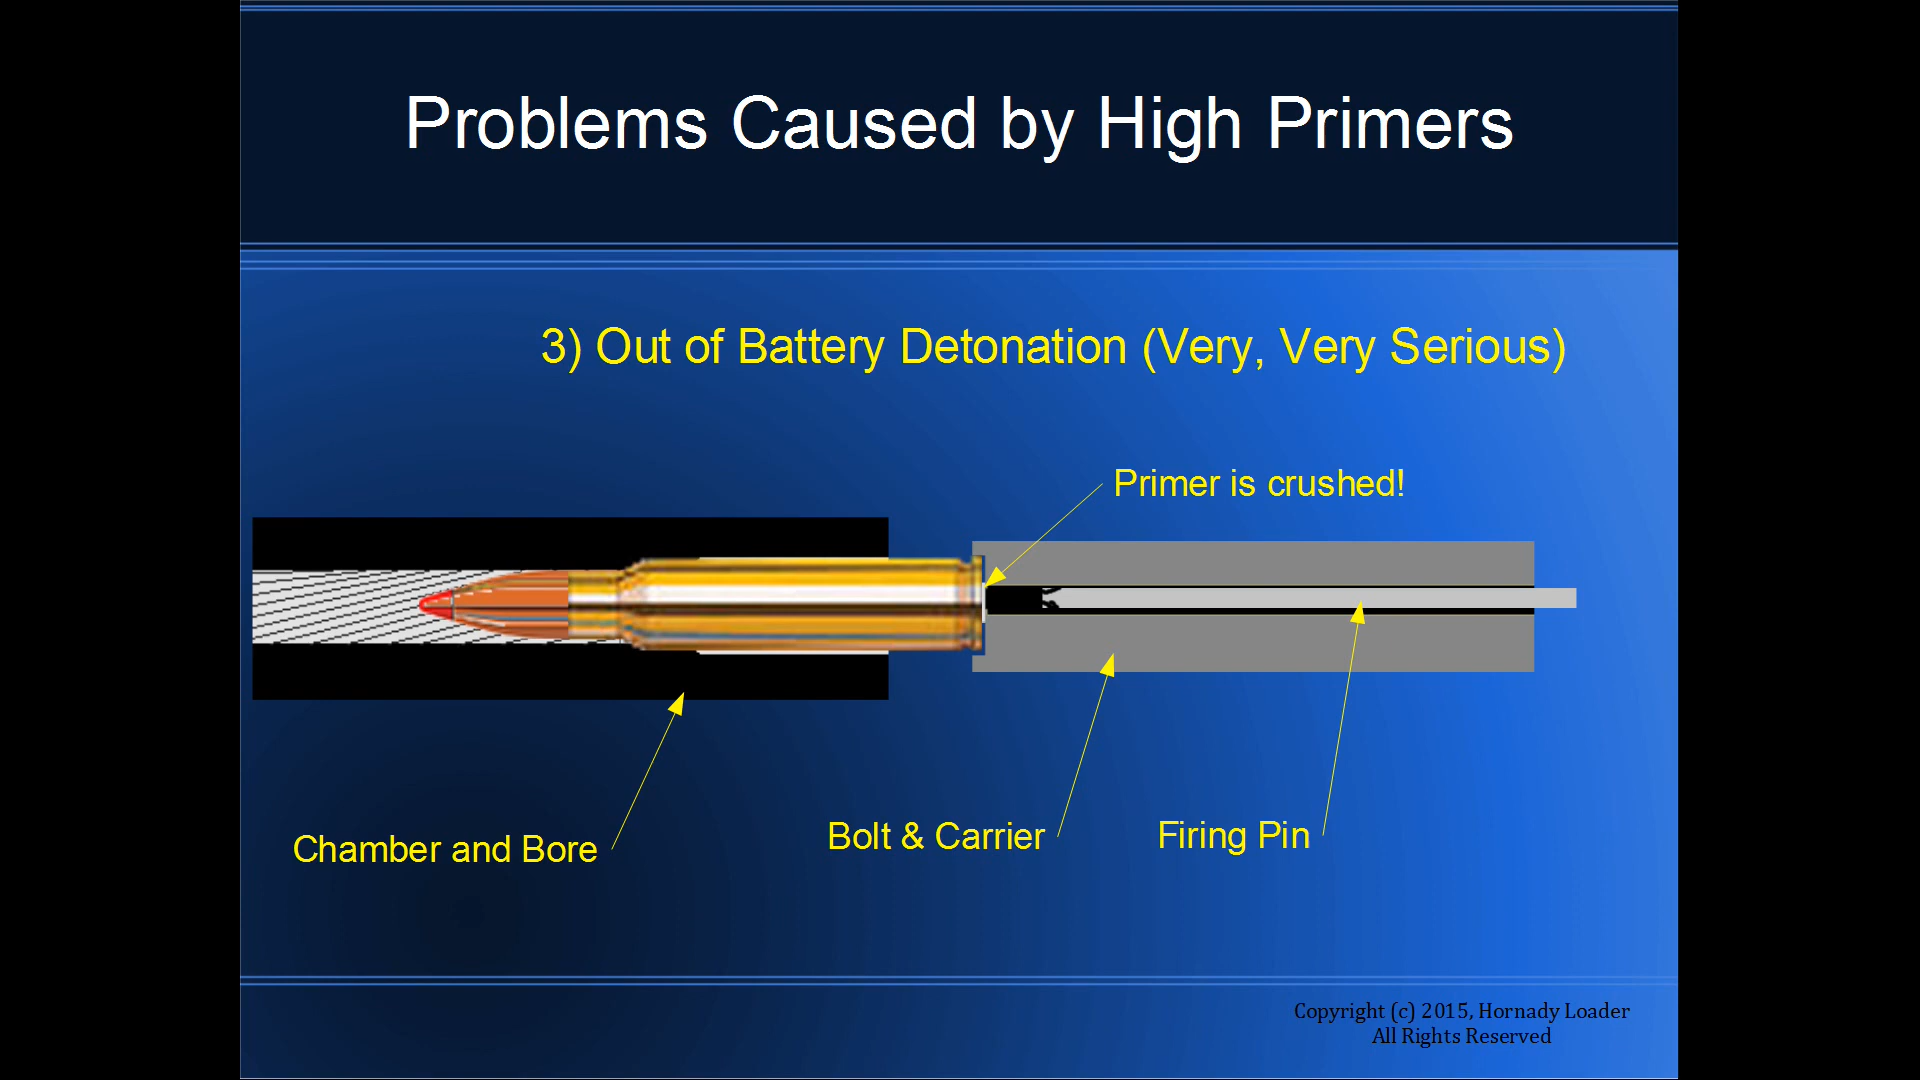 Problems Caused by High Primers
3) Out of Battery Detonation (Very, Very Serious)
Primer is crushed!
Chamber and Bore
Bolt & Carrier
Firing Pin
Copyright (c) 2015, Hornady Loader
All Rights Reserved